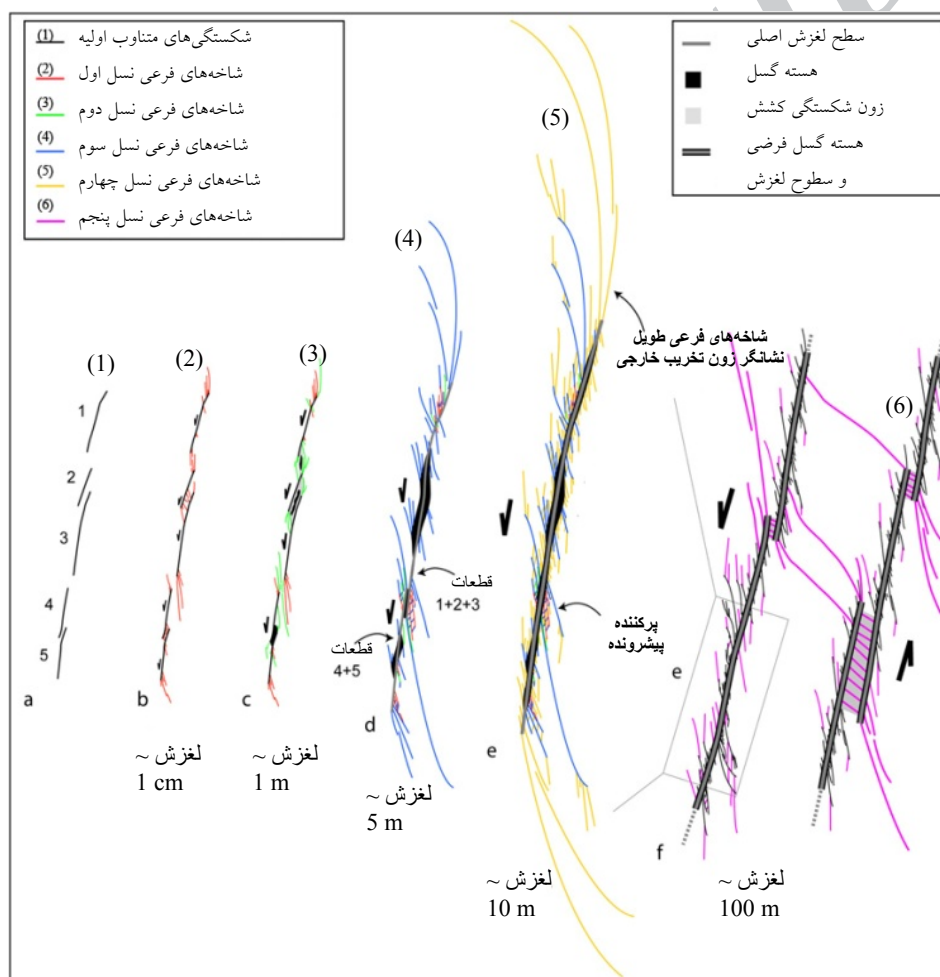 (1) شکستگی‌های متناوب اولیه
(2) شاخه‌های فرعی نسل اول
(3) شاخه‌های فرعی نسل دوم
(4) شاخه‌های فرعی نسل سوم
(5) شاخه‌های فرعی نسل چهارم
(6) شاخه‌های فرعی نسل پنجم
سطح لغزش اصلی
هسته گسل
زون شکستگی کشش
هسته گسل فرضی
و سطوح لغزش
(5)
(4)
شاخه‌های فرعی طویل
نشانگر زون تخریب خارجی
(1)
(2)
(3)
(6)
1
2
3
4
5
قطعات
1+2+3
قطعات
4+5
پرکننده
پیشرونده
a
b
c
d
e
e
f
لغزش ~
1 cm
لغزش ~
1 m
لغزش ~
5 m
لغزش ~
10 m
لغزش ~
100 m